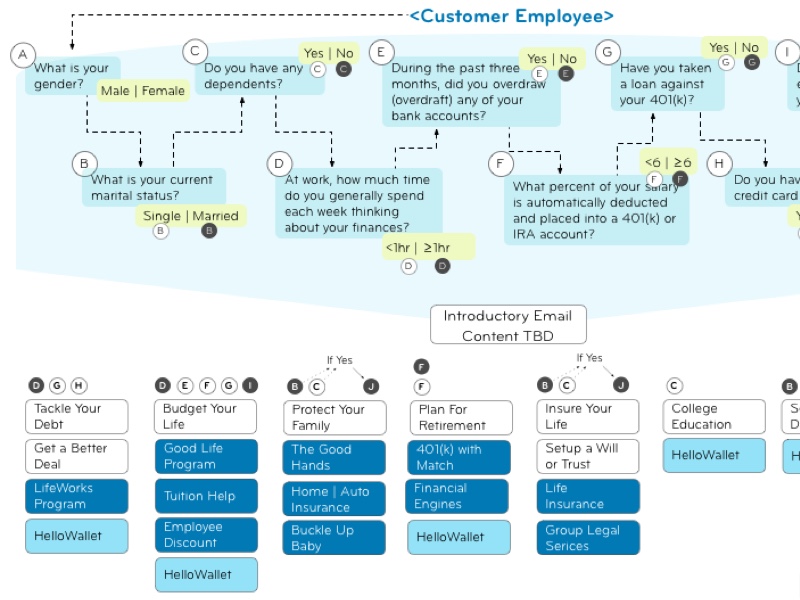 <Customer Employee>
A
What is your
gender?
Male | Female
B
What is your current
marital status?
Single | Married
B B
C
Do you have any
dependents?
Yes | No
C C
D
At work, how much time
do you generally spend
each week thinking
about your finances?
<1hr | ≥1hr
D D
E
During the past three
months, did you overdraw
(overdraft) any of your
bank accounts?
Yes | No
E E
F
What percent of your salary
is automatically deducted
and placed into a 401(k) or
IRA account?
<6 | ≥6
F F
G
Have you taken
a loan against
your 401(k)?
Yes | No
G G
H
Do you hav
credit card
Y
I
Introductory Email
Content TBD
D G H
Tackle Your
Debt
Get a Better
Deal
LifeWorks
Program
HelloWallet
D E F G I
Budget Your
Life
Good Life
Program
Tuition Help
Employee
Discount
HelloWallet
If Yes
B C J
Protect Your
Family
The Good
Hands
Home | Auto
Insurance
Buckle Up
Baby
F
F
Plan For
Retirement
401(k) with
Match
Financial
Engines
HelloWallet
If Yes
B C J
Insure Your
Life
Setup a Will
or Trust
Life
Insurance
Group Legal
Serices
C
College
Education
HelloWallet
B
S
D
H